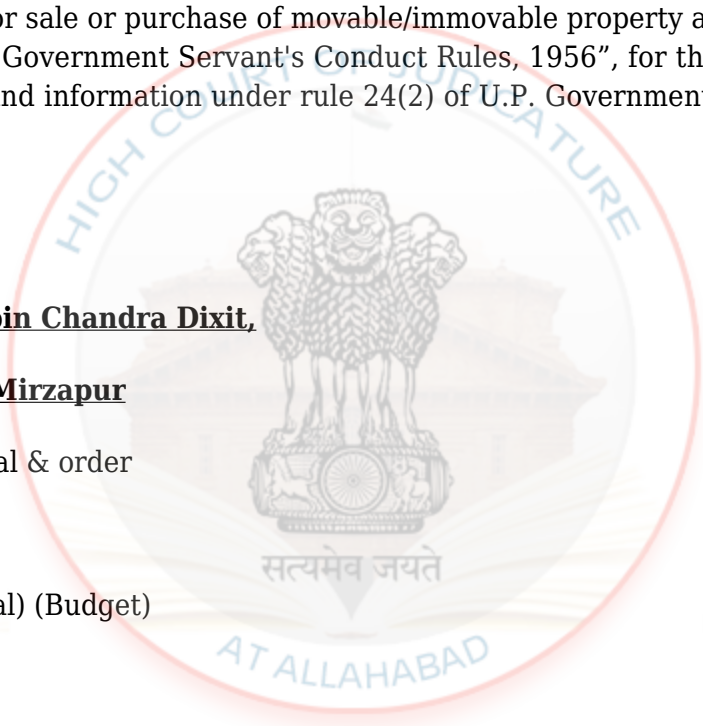 or sale or purchase of movable/immovable property a
Government Servant's Conduct Rules, 1956”, for th
nd information under rule 24(2) of U.P. Government
HIGH COURT OF JUDICATURE
in Chandra Dixit,
Mirzapur
al & order
सत्यमेव जयते
al) (Budget)
AT ALLAHABAD